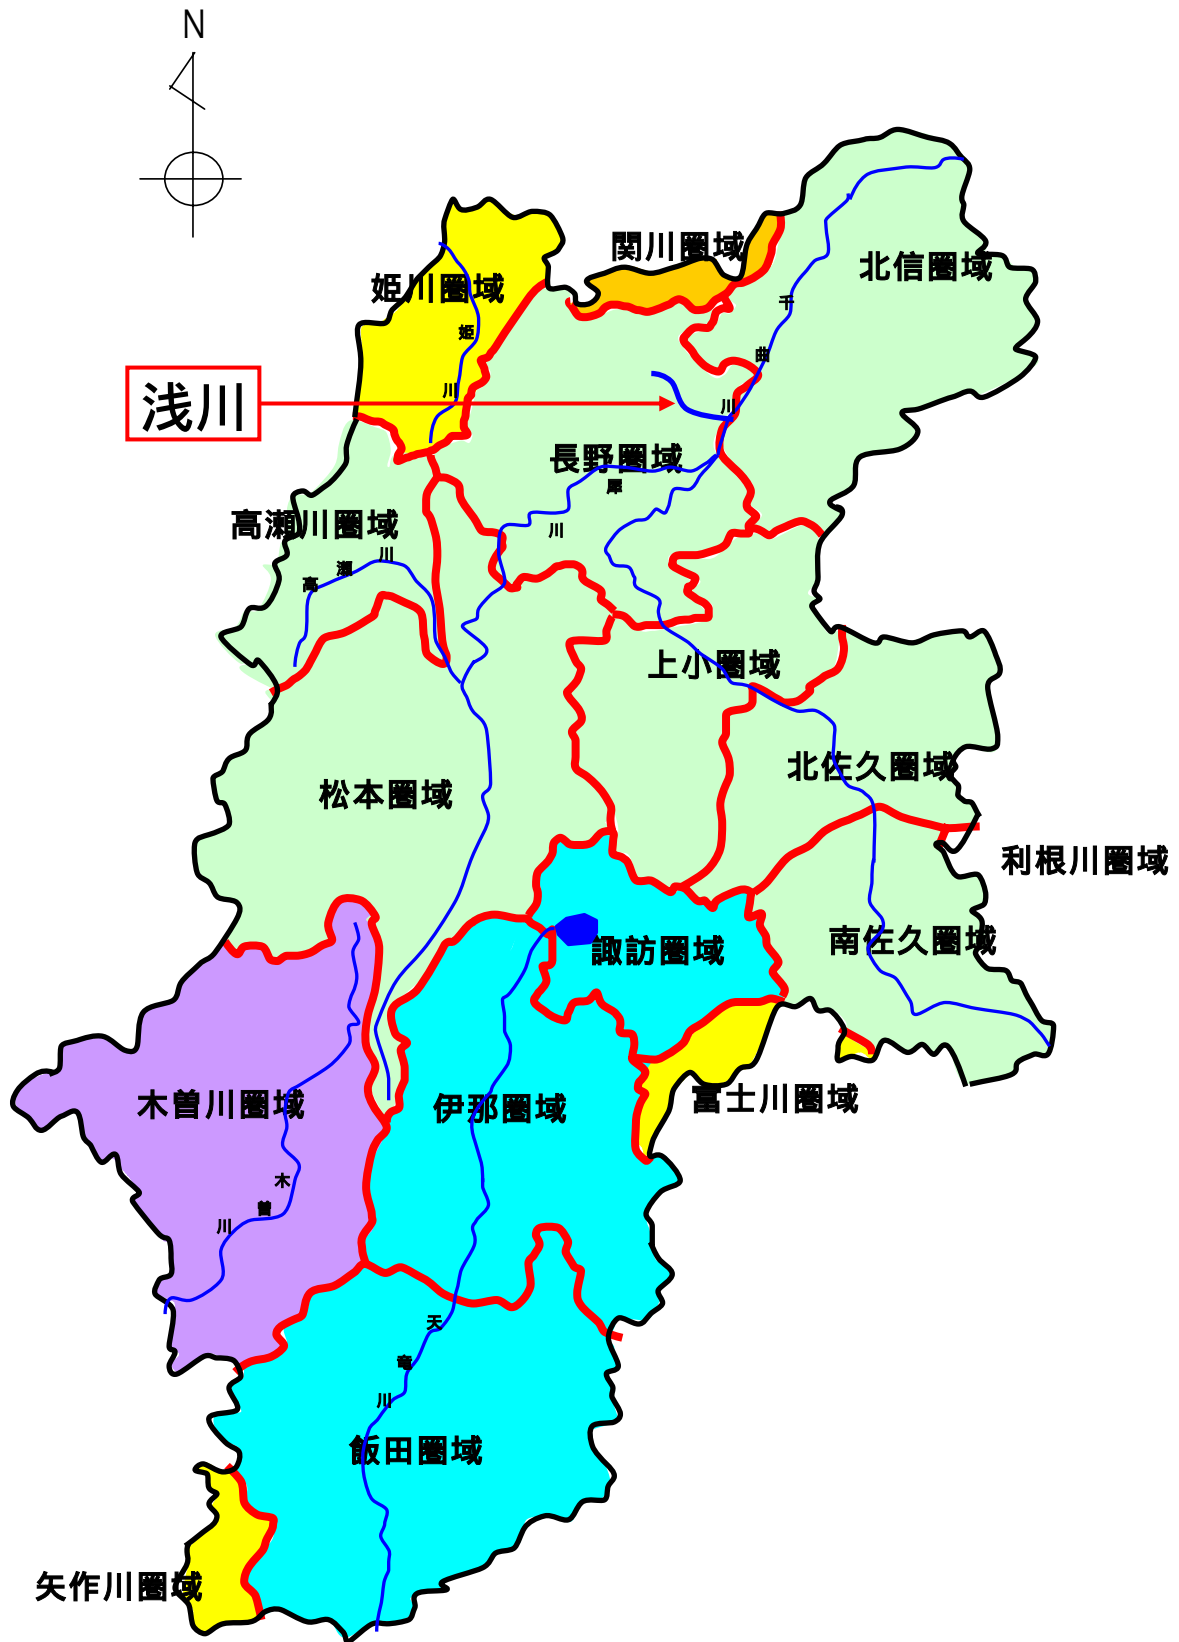 N
関川圏域
北信圏域
姫川圏域
千
姫
曲
川
浅川
川
長野圏域
犀
高瀬川圏域
川
川
瀬
高
上小圏域
北佐久圏域
松本圏域
利根川圏域
南佐久圏域
諏訪圏域
富士川圏域
木曽川圏域
伊那圏域
木
曽
川
天
竜
川
飯田圏域
矢作川圏域